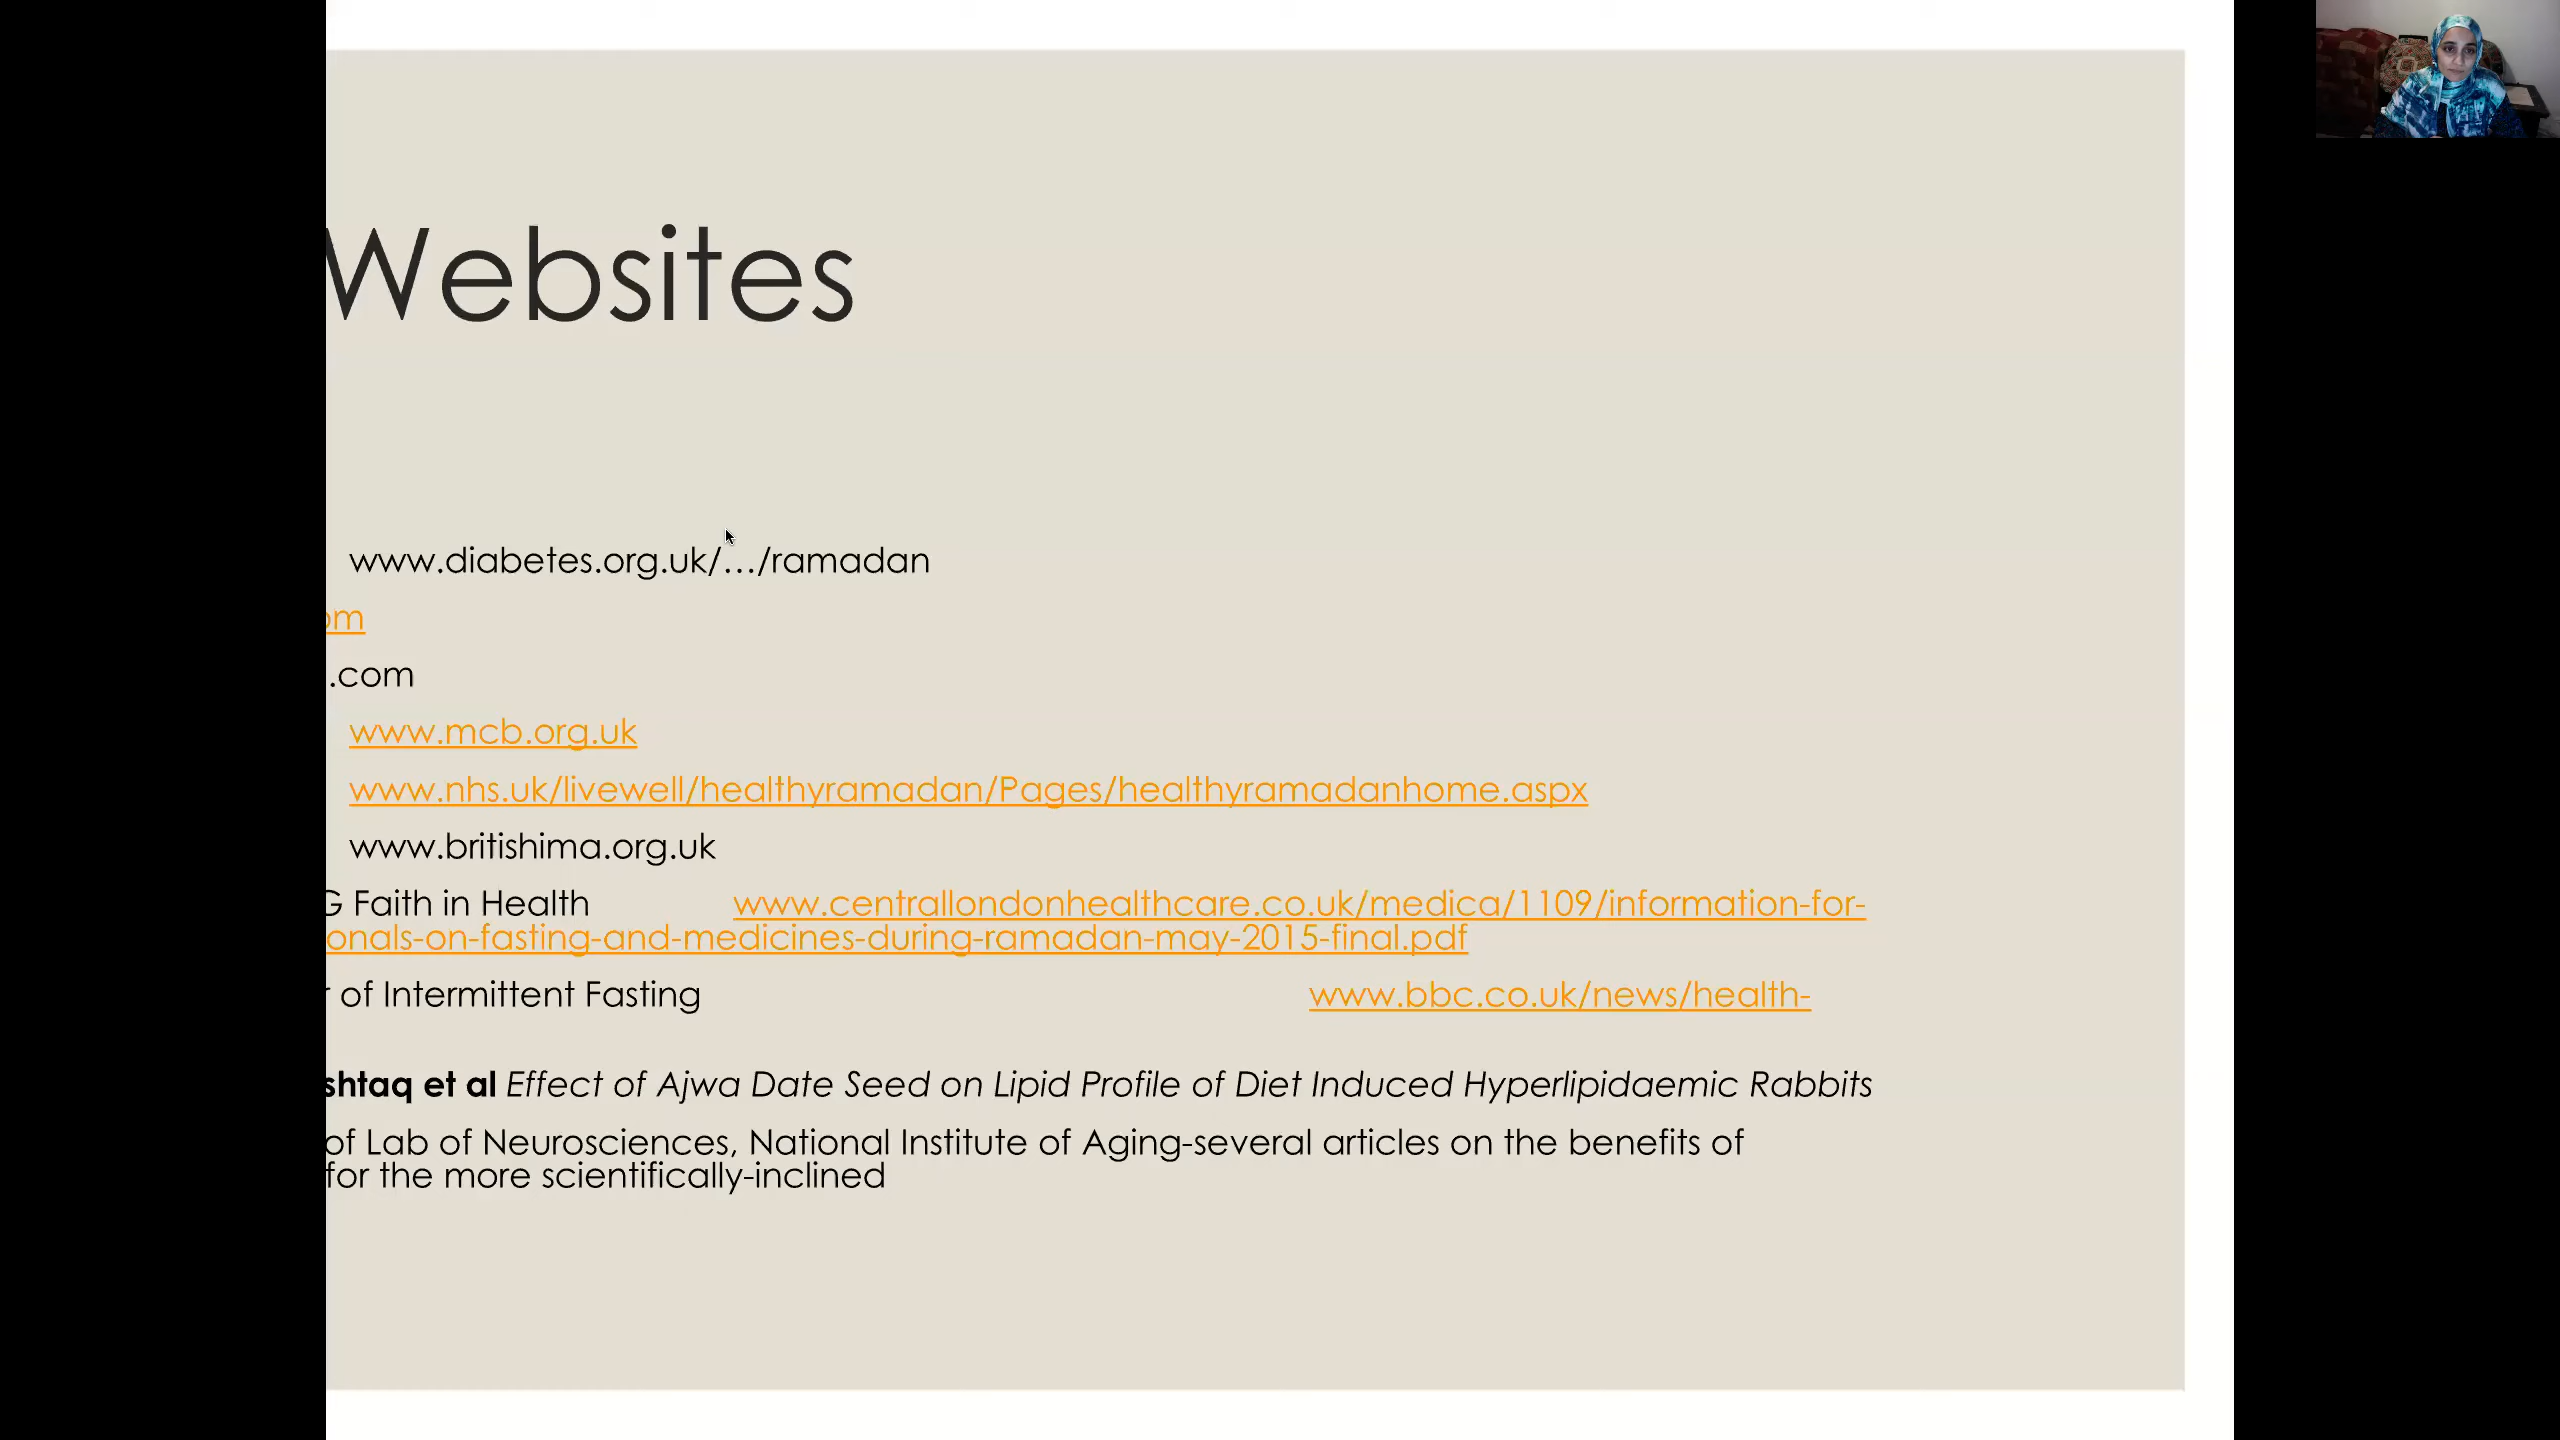 Websites
www.diabetes.org.uk/…/ramadan
om
.com
www.mcb.org.uk
www.nhs.uk/livewell/healthyramadan/Pages/healthyramadanhome.aspx
www.britishima.org.uk
G Faith in Health www.centrallondonhealthcare.co.uk/medica/1109/information-for-
onals-on-fasting-and-medicines-during-ramadan-may-2015-final.pdf
r of Intermittent Fasting www.bbc.co.uk/news/health-
shtaq et al Effect of Ajwa Date Seed on Lipid Profile of Diet Induced Hyperlipidaemic Rabbits
of Lab of Neurosciences, National Institute of Aging-several articles on the benefits of
for the more scientifically-inclined